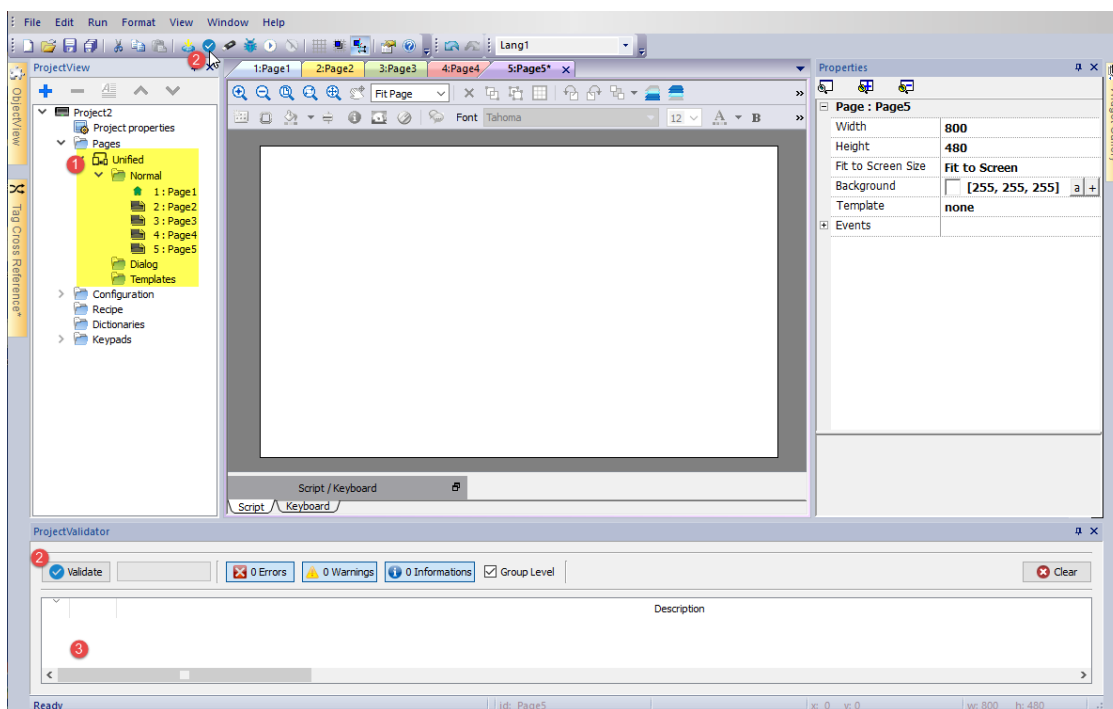 File Edit Run Format View Window Help
Lang1
2
ProjectView
1:Page1 2:Page2 3:Page3 4:Page4 5:Page5* x
Properties
ObjectView
Tag Cross Reference*
Project2
Project properties
Pages
1
Unified
Normal
1 : Page1
2 : Page2
3 : Page3
4 : Page4
5 : Page5
Dialog
Templates
Configuration
Recipe
Dictionaries
Keypads
Fit Page
»
Font Tahoma 12 A B »
Page : Page5
Width 800
Height 480
Fit to Screen Size Fit to Screen
Background [255, 255, 255] a +
Template none
Events
Script / Keyboard
Script Keyboard
ProjectValidator
2
Validate 0 Errors 0 Warnings 0 Informations Group Level Clear
Description
3
Ready id: Page5 x: 0 y: 0 w: 800 h: 480